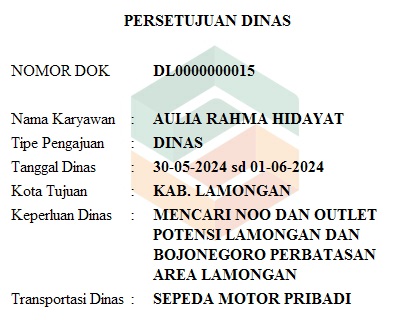 PERSETUJUAN DINAS
NOMOR DOK DL0000000015
Nama Karyawan : AULIA RAHMA HIDAYAT
Tipe Pengajuan : DINAS
Tanggal Dinas : 30-05-2024 sd 01-06-2024
Kota Tujuan : KAB. LAMONGAN
Keperluan Dinas : MENCARI NOO DAN OUTLET
POTENSI LAMONGAN DAN
BOJONEGORO PERBATASAN
AREA LAMONGAN
Transportasi Dinas : SEPEDA MOTOR PRIBADI